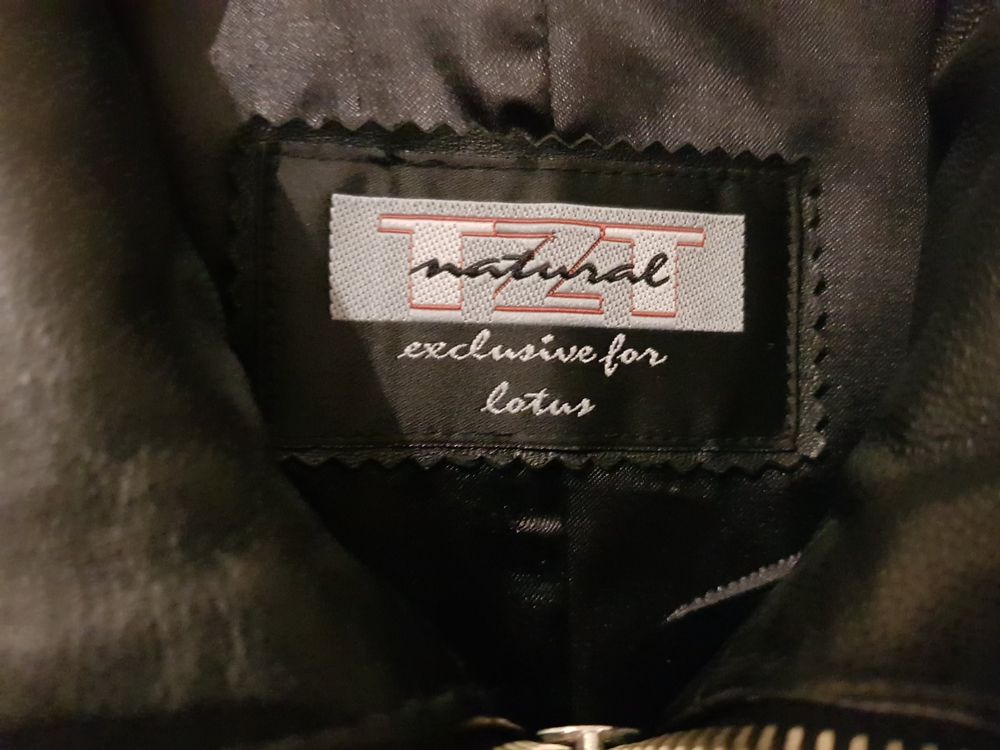 TZT
natural
exclusive for
lotus